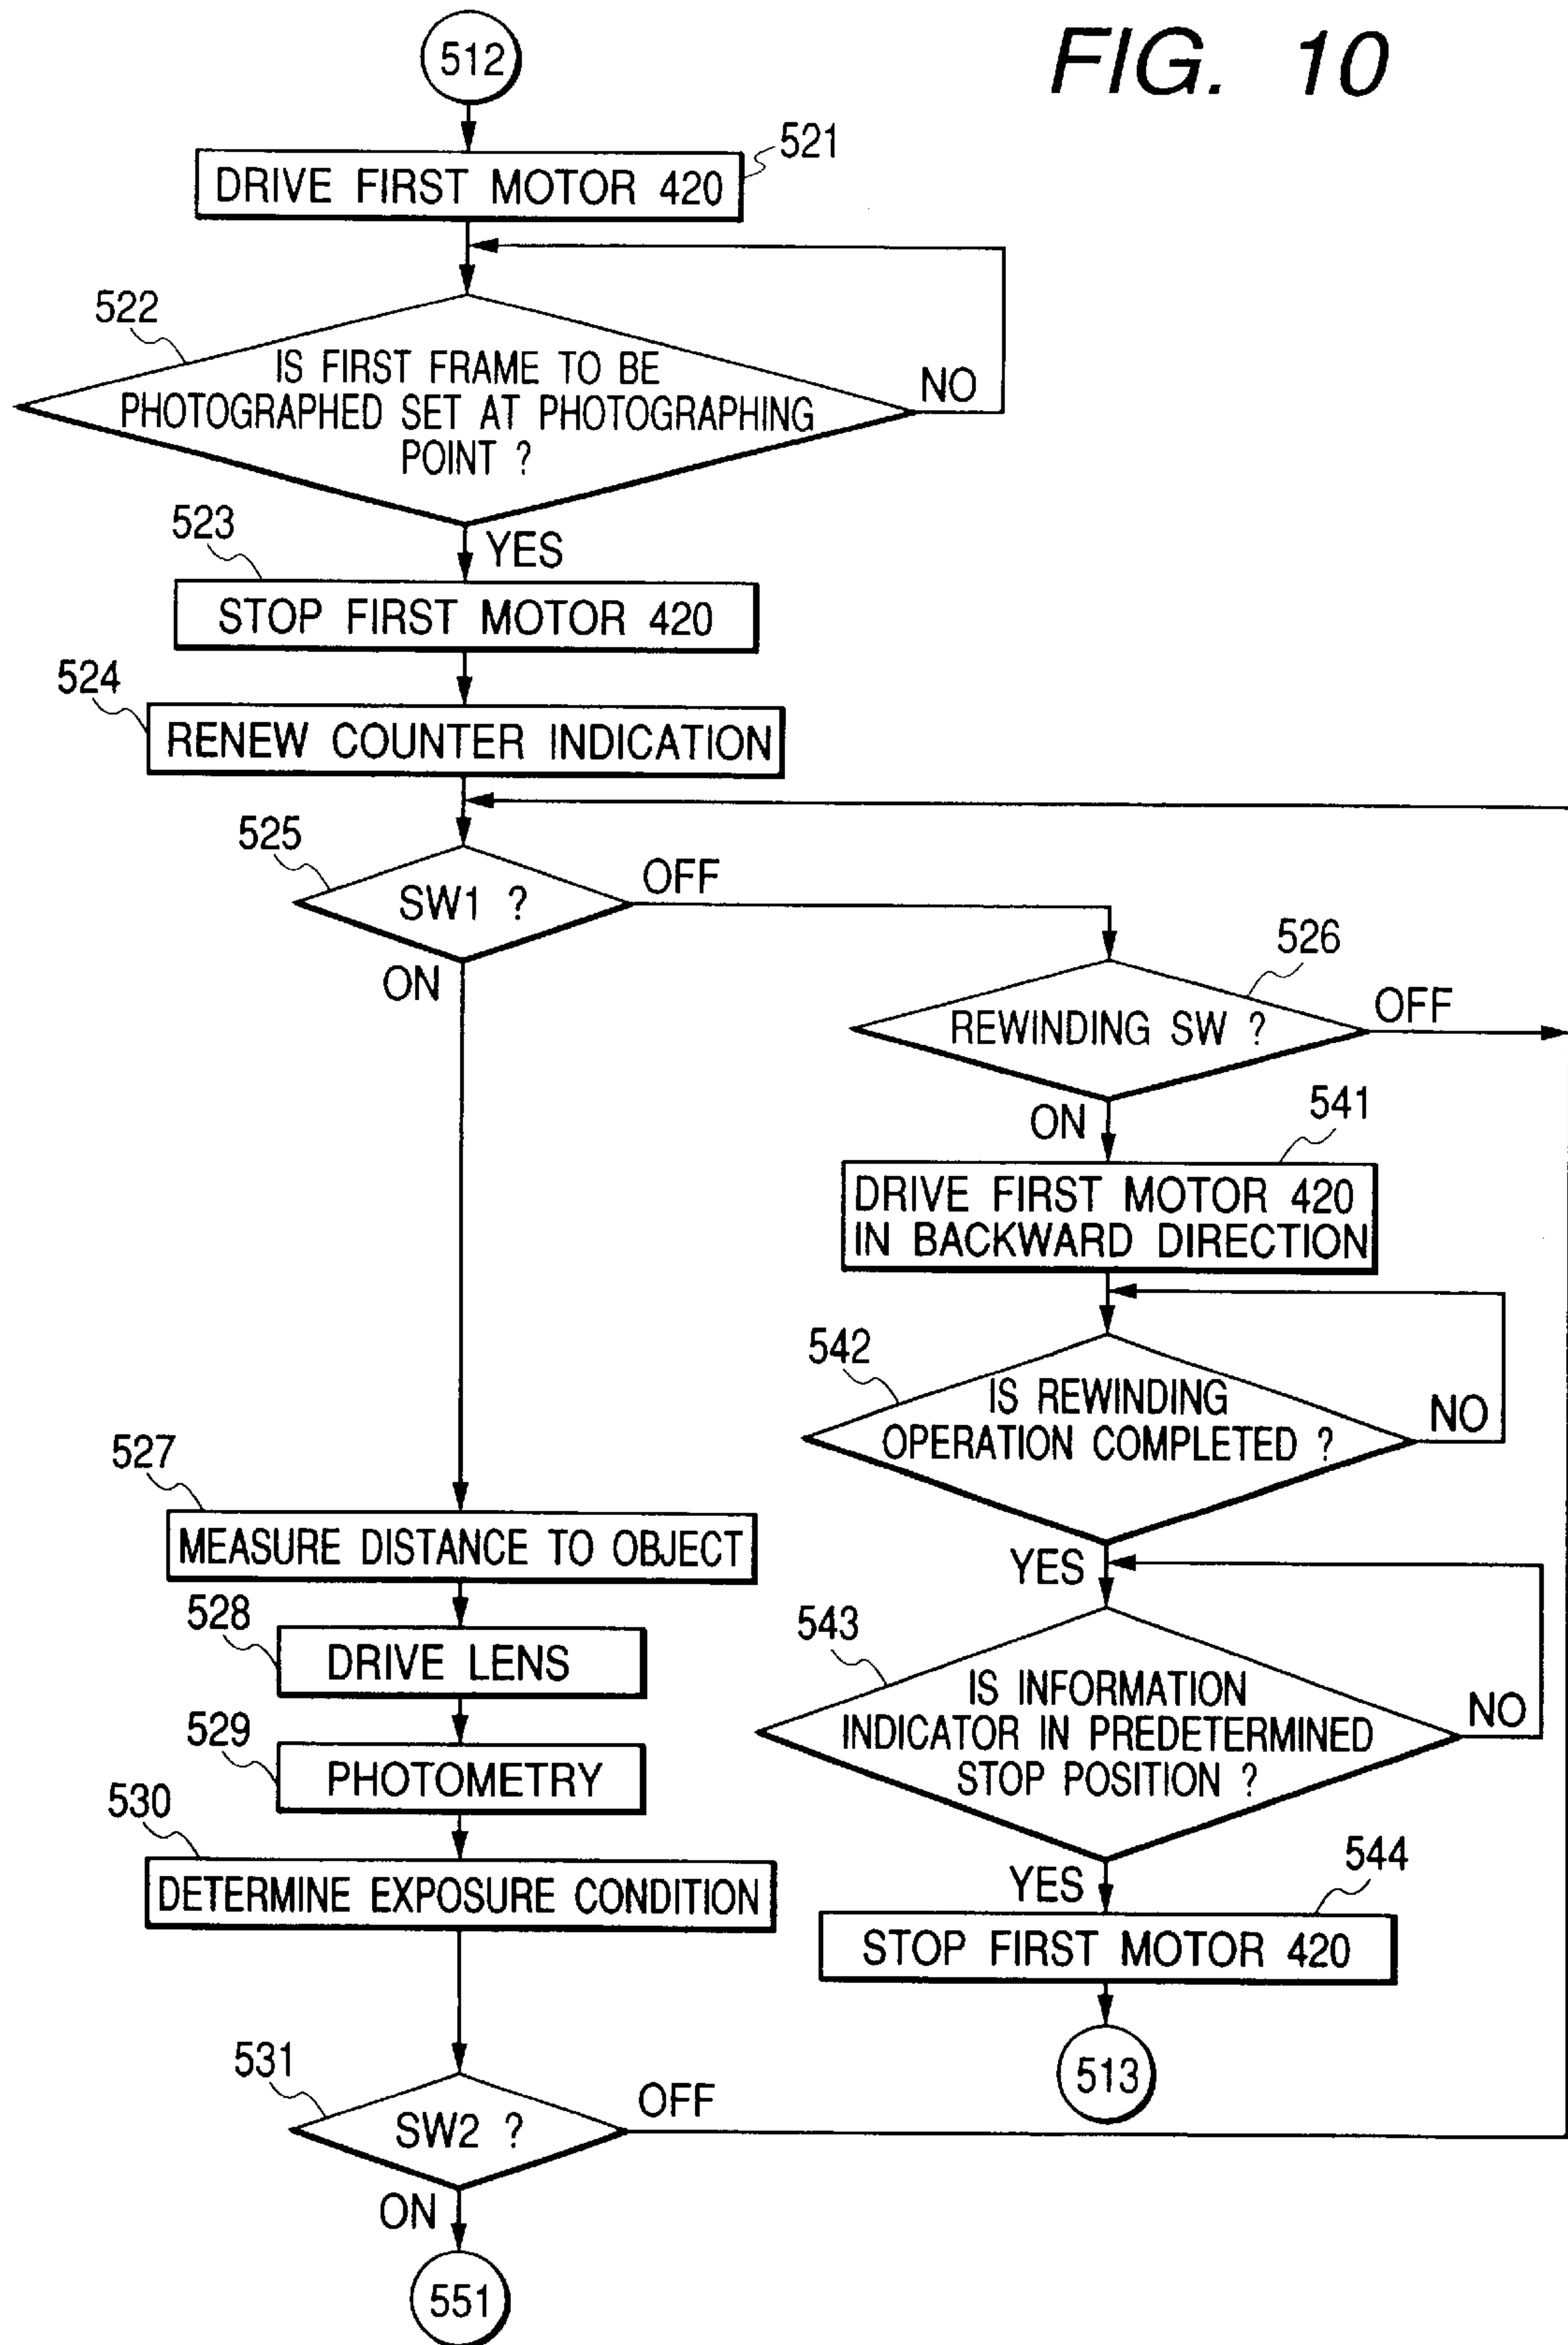 FIG. 10
512
521
DRIVE FIRST MOTOR 420
522
IS FIRST FRAME TO BE
PHOTOGRAPHED SET AT PHOTOGRAPHING
POINT ?
NO
YES
523
STOP FIRST MOTOR 420
524
RENEW COUNTER INDICATION
525
SW1 ?
OFF
ON
526
REWINDING SW ?
OFF
ON
541
DRIVE FIRST MOTOR 420
IN BACKWARD DIRECTION
542
IS REWINDING
OPERATION COMPLETED ?
NO
YES
527
MEASURE DISTANCE TO OBJECT
528
DRIVE LENS
529
PHOTOMETRY
530
DETERMINE EXPOSURE CONDITION
543
IS INFORMATION
INDICATOR IN PREDETERMINED
STOP POSITION ?
NO
YES
544
STOP FIRST MOTOR 420
513
531
SW2 ?
OFF
ON
551